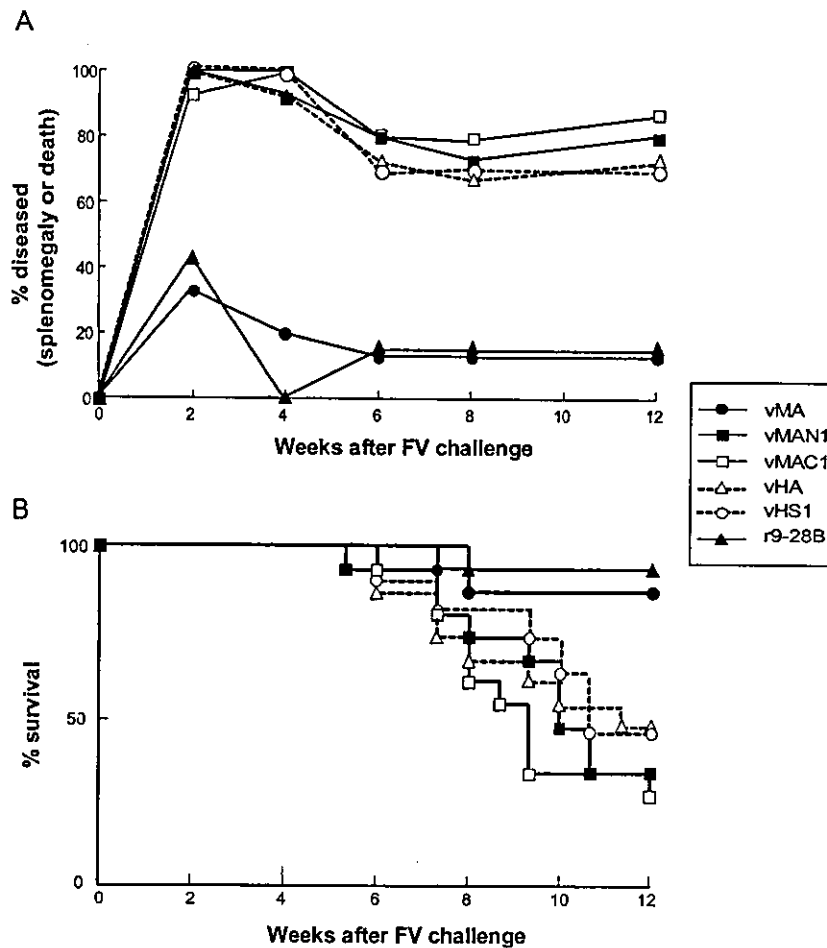 A
% diseased
(splenomegaly or death)
100
80
60
40
20
0
0 2 4 6 8 10 12
Weeks after FV challenge
vMA
vMAN1
vMAC1
vHA
vHS1
r9-28B
B
% survival
100
50
0
0 2 4 6 8 10 12
Weeks after FV challenge